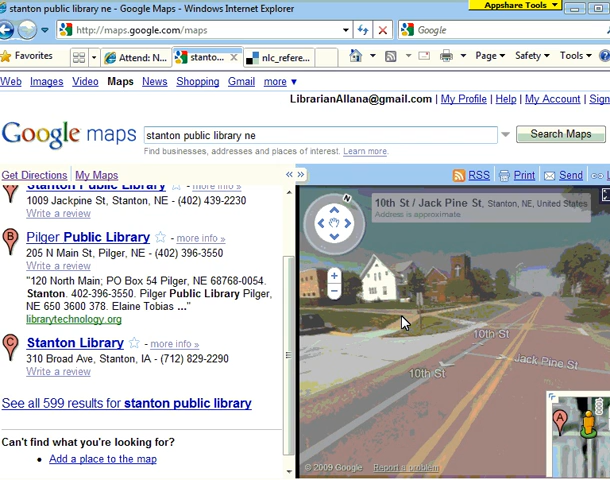 stanton public library ne - Google Maps - Windows Internet Explorer
Appshare Tools
http://maps.google.com/maps
Google
Favorites
Attend: N...
stanto...
nlc_refere...
Page
Safety
Tools
Web Images Video Maps News Shopping Gmail more
LibrarianAllana@gmail.com | My Profile | Help | My Account | Sign
Google maps
stanton public library ne
Search Maps
Find businesses, addresses and places of interest. Learn more.
Get Directions My Maps
RSS Print Send
Stanton Public Library - more info »
1009 Jackpine St, Stanton, NE - (402) 439-2230
Write a review
B
Pilger Public Library - more info »
205 N Main St, Pilger, NE - (402) 396-3550
Write a review
"120 North Main; PO Box 54 Pilger, NE 68768-0054.
Stanton. 402-396-3550. Pilger Public Library Pilger,
NE 650 3600 378. Elaine Tobias ..."
librarytechnology.org
C
Stanton Library - more info »
310 Broad Ave, Stanton, IA - (712) 829-2290
Write a review
See all 599 results for stanton public library
Can't find what you're looking for?
Add a place to the map
N
10th St / Jack Pine St, Stanton, NE, United States
Address is approximate
10th St
Jack Pine St
10th St
A
© 2009 Google Report a problem